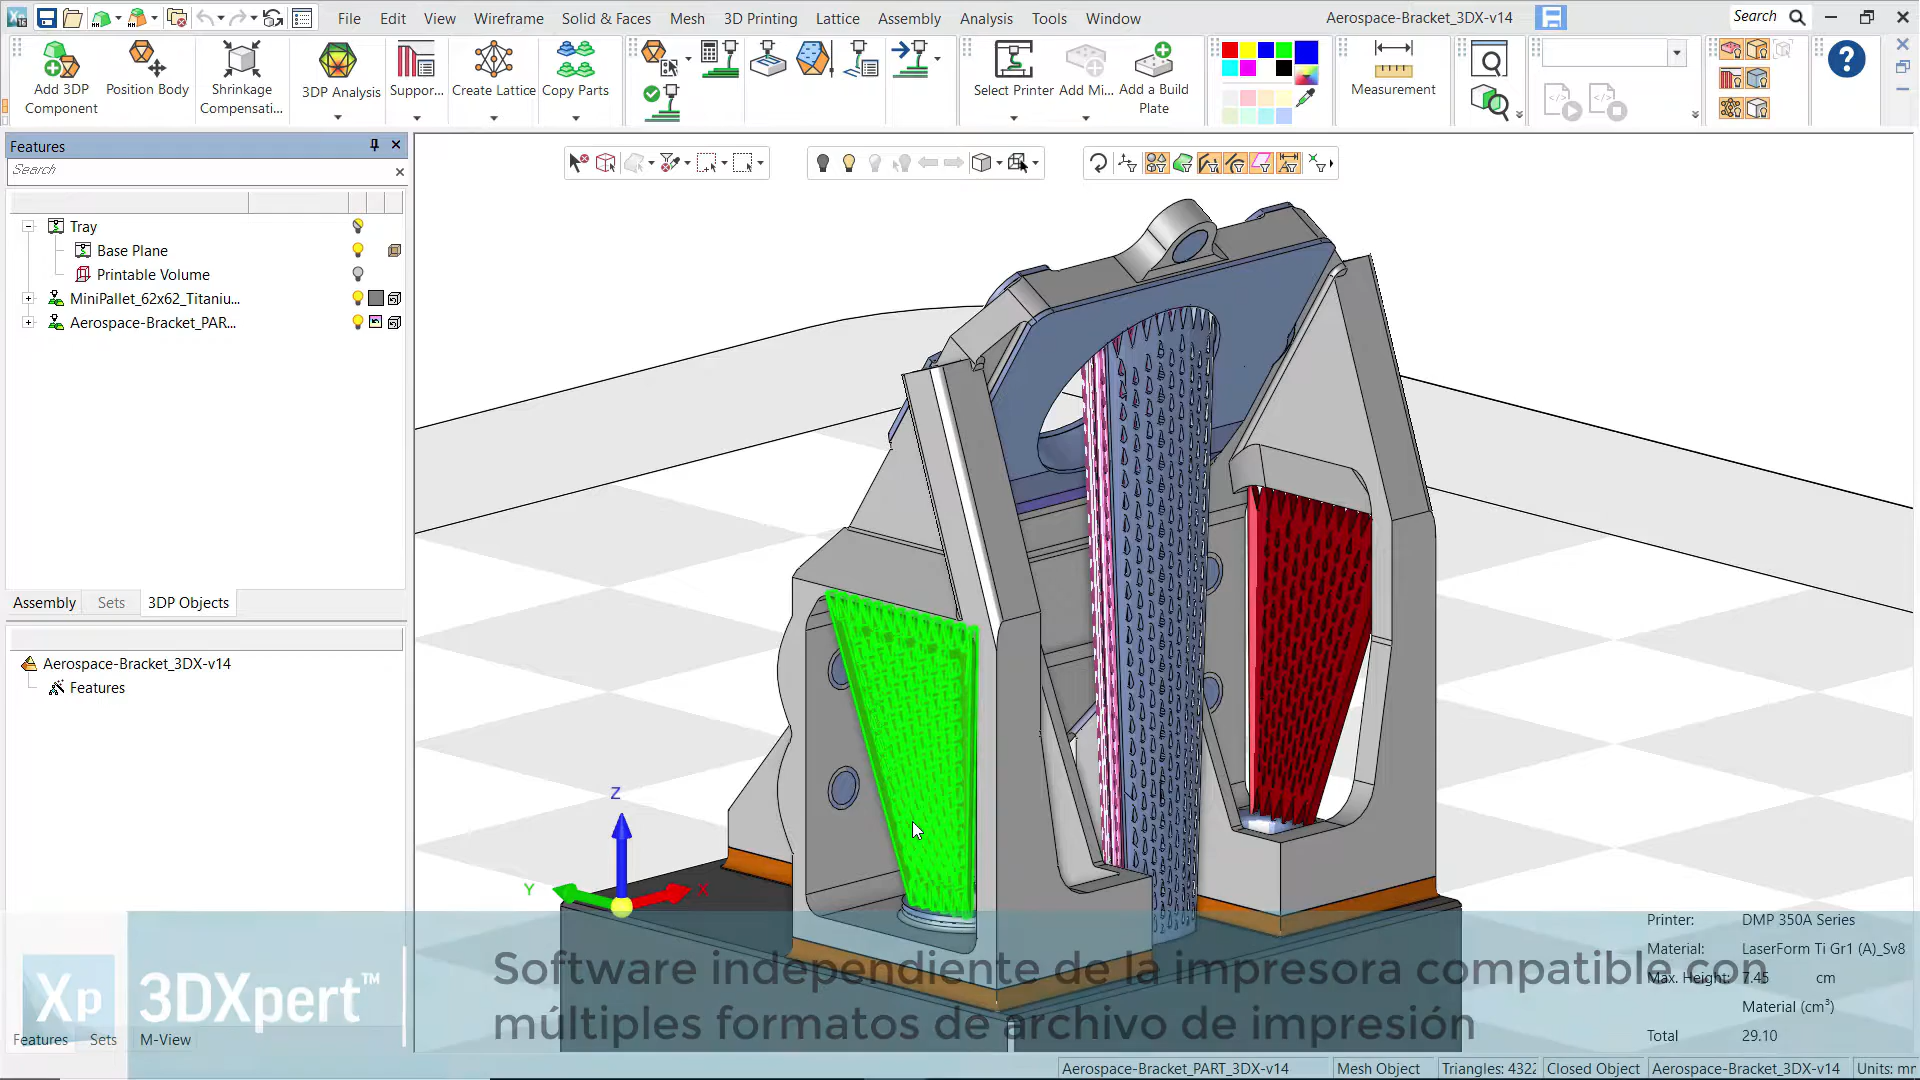 File Edit View Wireframe Solid & Faces Mesh 3D Printing Lattice Assembly Analysis Tools Window
Aerospace-Bracket_3DX-v14
Search
Add 3DP
Component
Position Body
Shrinkage
Compensati...
3DP Analysis
Suppor...
Create Lattice
Copy Parts
Select Printer
Add Mi...
Add a Build
Plate
Measurement
Features
Search
Tray
Base Plane
Printable Volume
MiniPallet_62x62_Titaniu...
Aerospace-Bracket_PAR...
Assembly Sets 3DP Objects
Aerospace-Bracket_3DX-v14
Features
Z
Y
X
Printer: DMP 350A Series
Material: LaserForm Ti Gr1 (A)_Sv8
Max. Height: 7.45 cm
Material (cm³)
Total 29.10
Xp 3DXpert™
Software independiente de la impresora compatible con
múltiples formatos de archivo de impresión
Features Sets M-View
Aerospace-Bracket_PART_3DX-v14 Mesh Object Triangles: 4322 Closed Object Aerospace-Bracket_3DX-v14 Units: mr